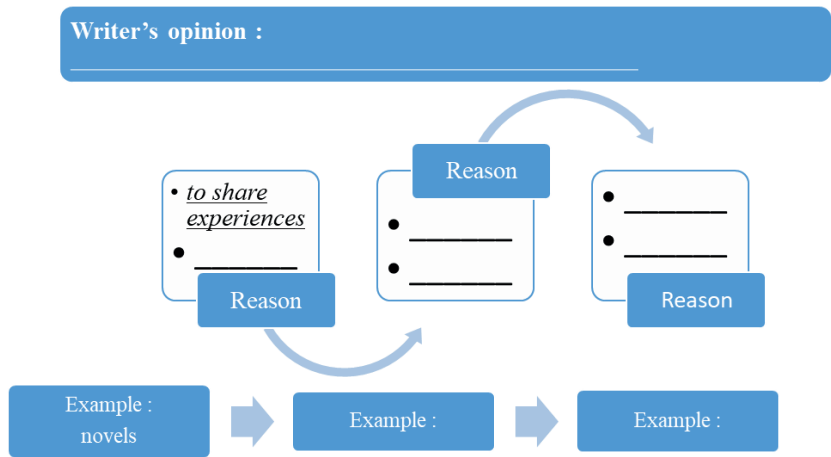 Writer's opinion :
Reason
• to share
experiences
•
•
•
•
•
Reason
Reason
Example :
novels
Example :
Example :